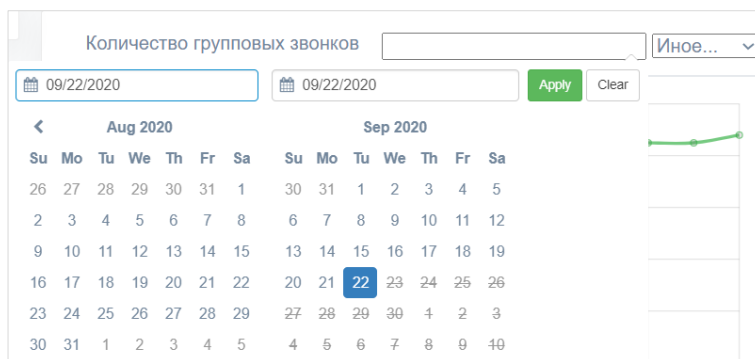 Количество групповых звонков Иное...
09/22/2020 09/22/2020 Apply Clear
Aug 2020 Sep 2020
Su Mo Tu We Th Fr Sa Su Mo Tu We Th Fr Sa
26 27 28 29 30 31 1 30 31 1 2 3 4 5
2 3 4 5 6 7 8 6 7 8 9 10 11 12
9 10 11 12 13 14 15 13 14 15 16 17 18 19
16 17 18 19 20 21 22 20 21 22 23 24 25 26
23 24 25 26 27 28 29 27 28 29 30 1 2 3
30 31 1 2 3 4 5 4 5 6 7 8 9 10